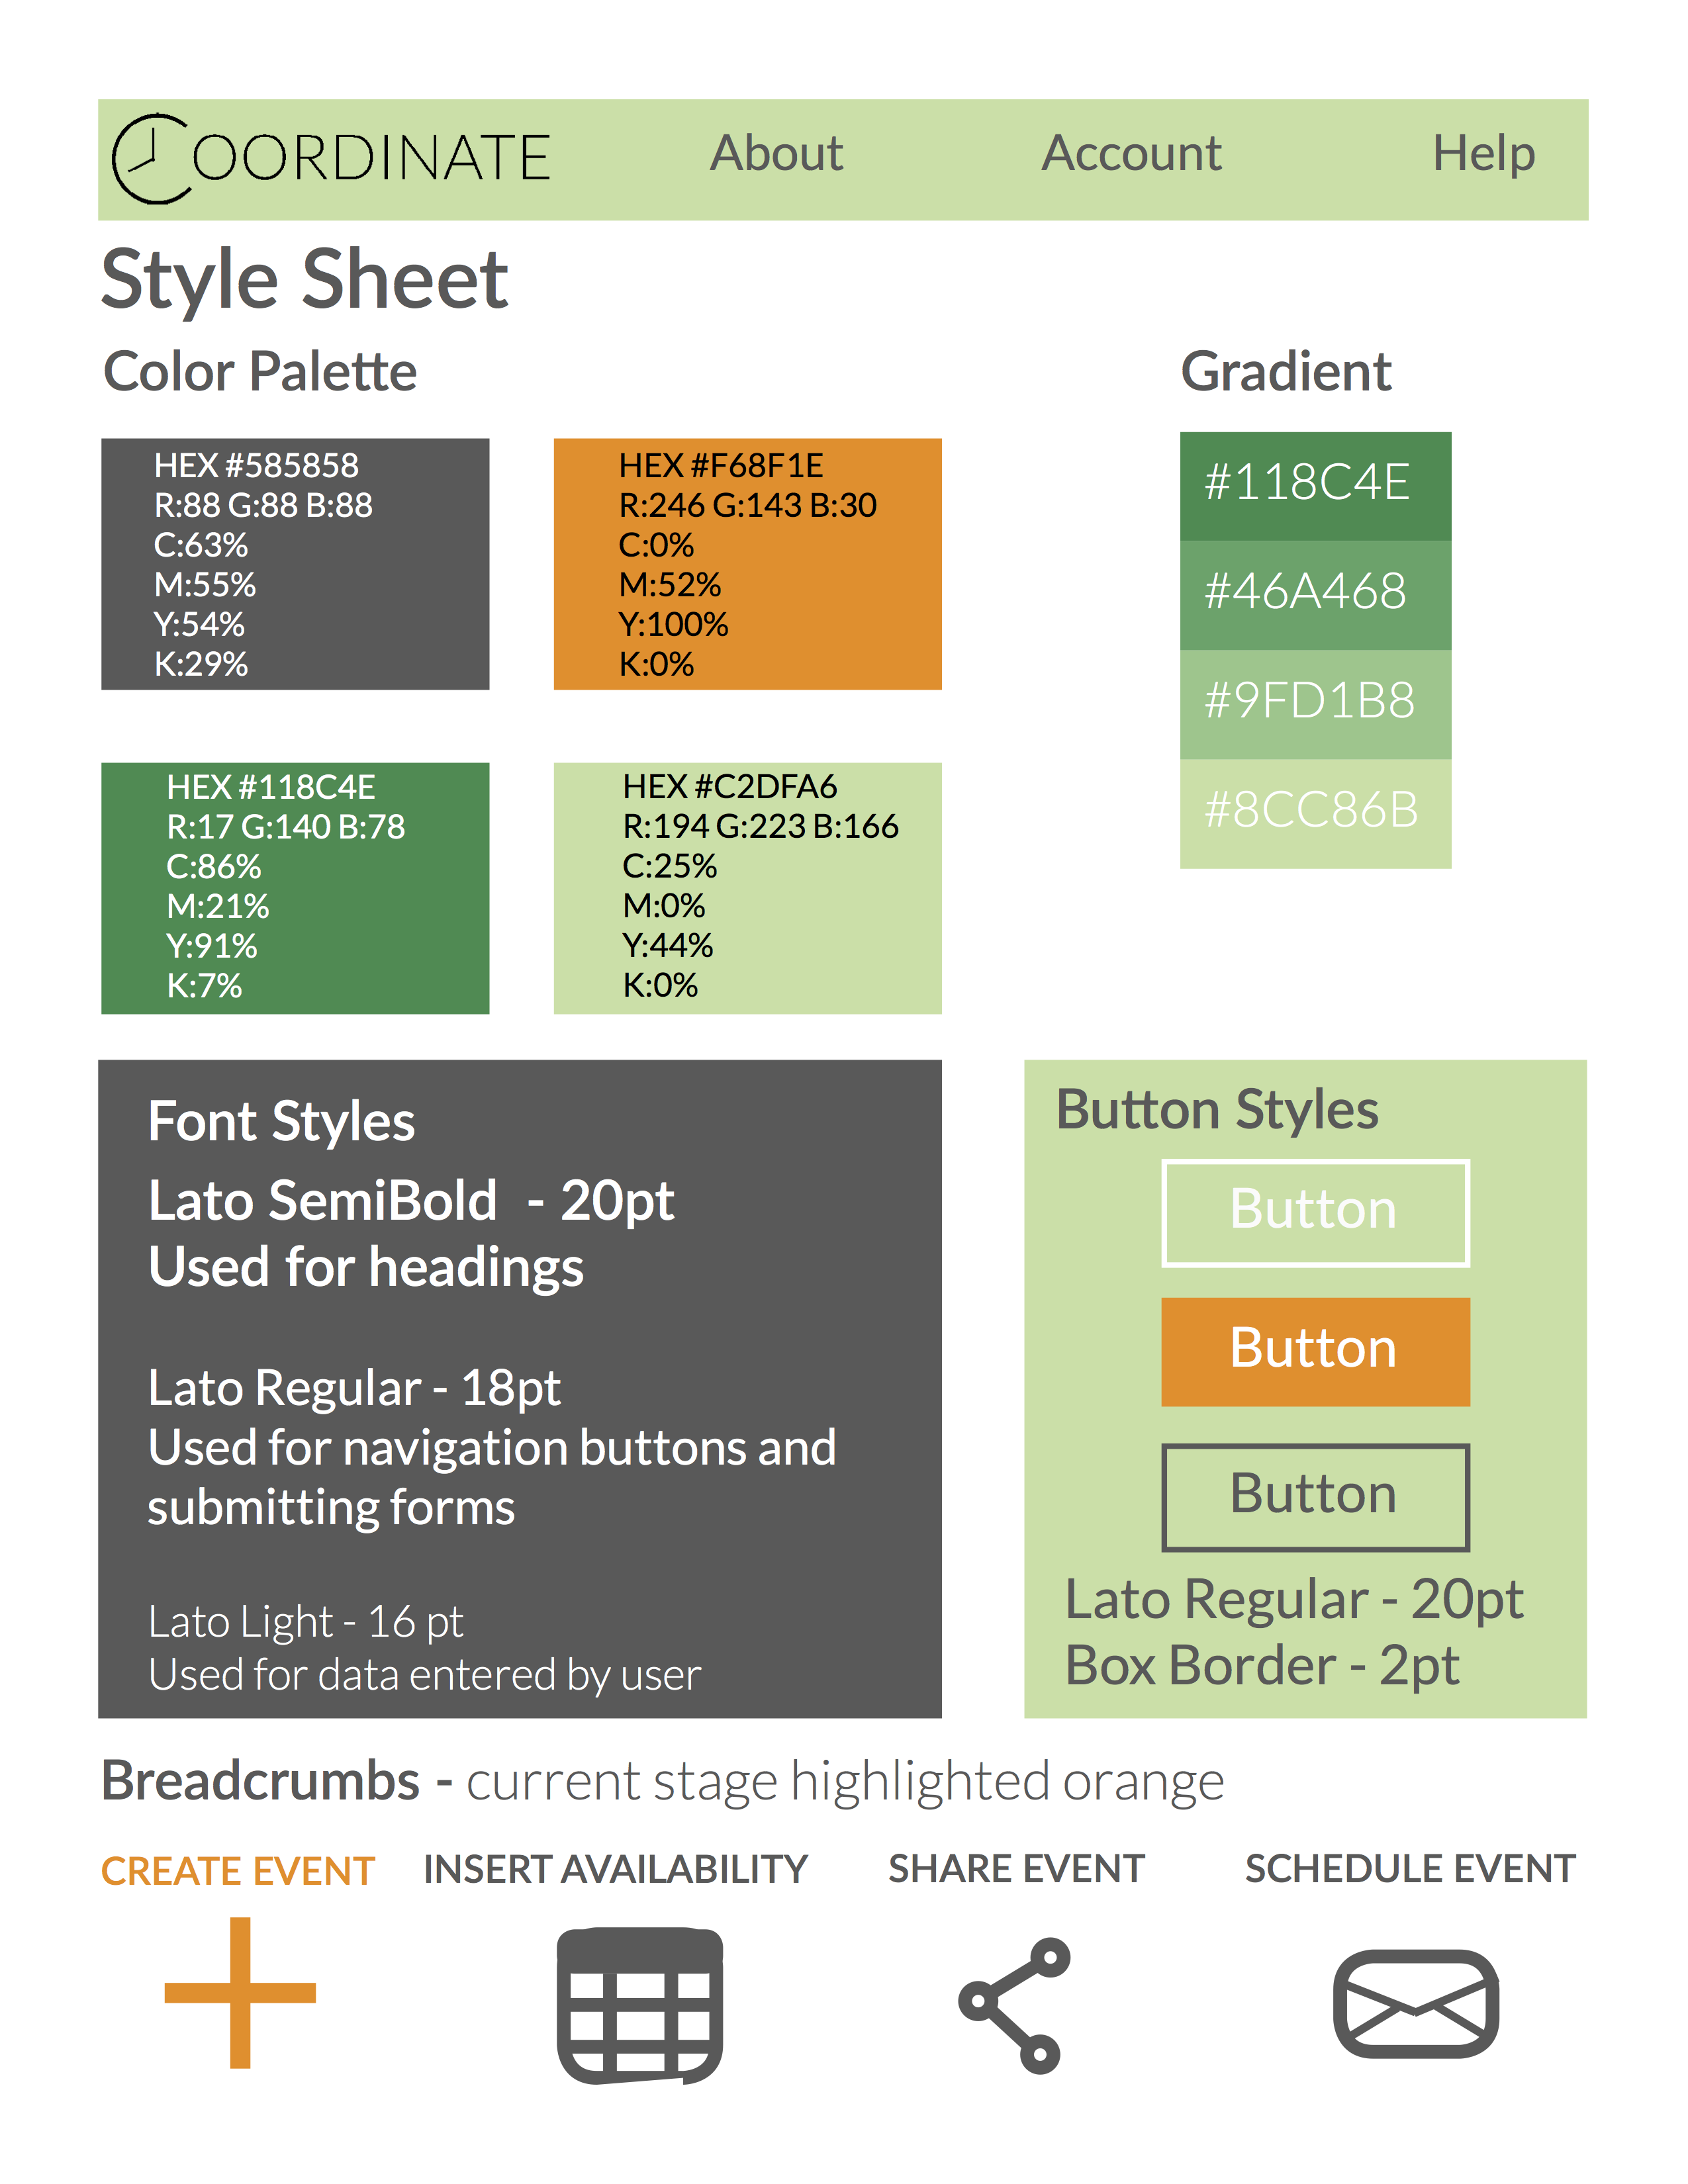 COORDINATE About Account Help
Style Sheet
Color Palette
HEX #585858
R:88 G:88 B:88
C:63%
M:55%
Y:54%
K:29%
HEX #F68F1E
R:246 G:143 B:30
C:0%
M:52%
Y:100%
K:0%
HEX #118C4E
R:17 G:140 B:78
C:86%
M:21%
Y:91%
K:7%
HEX #C2DFA6
R:194 G:223 B:166
C:25%
M:0%
Y:44%
K:0%
Gradient
#118C4E
#46A468
#9FD1B8
#8CC86B
Font Styles
Lato SemiBold - 20pt
Used for headings
Lato Regular - 18pt
Used for navigation buttons and
submitting forms
Lato Light - 16 pt
Used for data entered by user
Button Styles
Button
Button
Button
Lato Regular - 20pt
Box Border - 2pt
Breadcrumbs - current stage highlighted orange
CREATE EVENT INSERT AVAILABILITY SHARE EVENT SCHEDULE EVENT